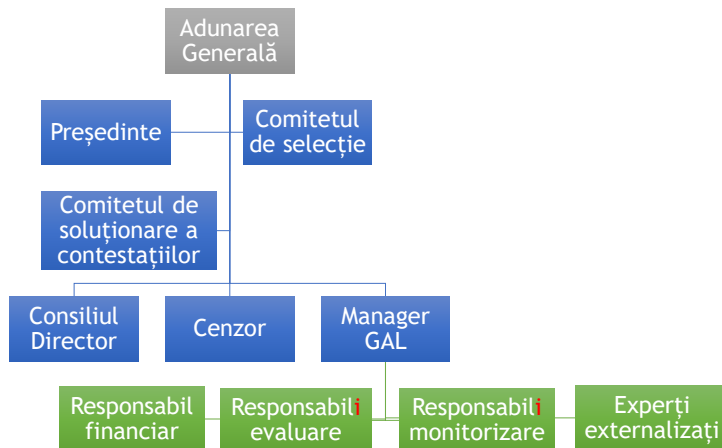 Adunarea
Generală
Președinte
Comitetul
de selecție
Comitetul de
soluționare a
contestațiilor
Consiliul
Director
Cenzor
Manager
GAL
Responsabil
financiar
Responsabili
evaluare
Responsabili
monitorizare
Experți
externalizați